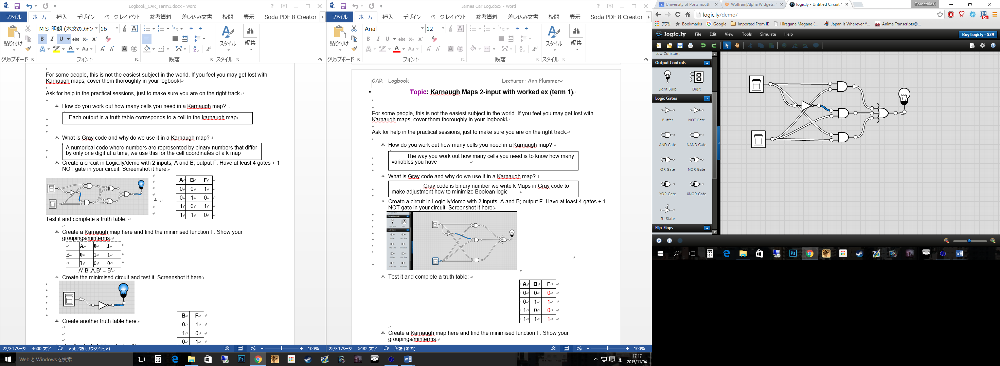 Logbook_CAR_Term1.docx - Word
ファイル ホーム 挿入 デザイン ページ レイアウト 参考資料 差し込み文書 校閲 表示 Soda PDF 8 Creator
ＭＳ 明朝 (本文のフォン 16
貼り付け
スタイル
編集
クリップボード フォント 段落 スタイル
For some people, this is not the easiest subject in the world. If you feel you may get lost with
Karnaugh maps, cover them thoroughly in your logbook!
Ask for help in the practical sessions, just to make sure you are on the right track.
How do you work out how many cells you need in a Karnaugh map?
Each output in a truth table corresponds to a cell in the karnaugh map
What is Gray code and why do we use it in a Karnaugh map?
A numerical code where numbers are represented by binary numbers that differ
by only one digit at a time, we use this for the cell coordinates of a k map
Create a circuit in Logic.ly/demo with 2 inputs, A and B; output F. Have at least 4 gates + 1
NOT gate in your circuit. Screenshot it here:
A B F
0 0 1
0 1 0
1 0 1
1 1 0
Test it and complete a truth table:
Create a Karnaugh map here and find the minimised function F. Show your
groupings/minterms.
A 0 1
B 0 1 1
1 0 0
A'.B'.A.B' = B'
Create the minimised circuit and test it. Screenshot it here:
Create another truth table here:
B F
0 1
1 0
0 1
22/34 ページ 4600 文字 アラビア語 (サウジアラビア) 100%
James Car Log.docx - Word
ファイル ホーム 挿入 デザイン ページ レイアウト 参考資料 差し込み文書 校閲 表示 Soda PDF 8 Creator
Arial 12
貼り付け
スタイル
編集
クリップボード フォント 段落 スタイル
CAR – Logbook Lecturer: Ann Plummer
Topic: Karnaugh Maps 2-input with worked ex (term 1)
For some people, this is not the easiest subject in the world. If you feel you may get lost with
Karnaugh maps, cover them thoroughly in your logbook!
Ask for help in the practical sessions, just to make sure you are on the right track.
How do you work out how many cells you need in a Karnaugh map?
The way you work out how many cells you need is to know how many
variables you have
What is Gray code and why do we use it in a Karnaugh map?
Gray code is binary number we write k Maps in Gray code to
make adjustment how to minimize Boolean logic
Create a circuit in Logic.ly/demo with 2 inputs, A and B; output F. Have at least 4 gates + 1
NOT gate in your circuit. Screenshot it here:
Output Controls
Light Bulb Digit
Logic Gates
Buffer NOT Gate
AND Gate NAND Gate
OR Gate NOR Gate
XOR Gate XNOR Gate
Test it and complete a truth table:
A B F
0 0 0
0 1 1
1 0 0
1 1 1
Create a Karnaugh map here and find the minimised function F. Show your
groupings/minterms.
25/39 ページ 5482 文字 英語 (米国) 100%
Web と Windows を検索
Ps
A
17:17
2015/11/04
University of Portsmouth
Wolfram|Alpha Widgets:
logic.ly - Untitled Circuit *
Oomathias1
logic.ly/demo/
理 On
アプリ Bookmarks Google Imported From IE Hiragana Megane (... Japan is Wherever Y... Anime Transcripts@...
logic.ly File Edit View Tools Simulate Help Buy Logicly - $39
Low Constant
Output Controls
Light Bulb Digit
Logic Gates
Buffer NOT Gate
AND Gate NAND Gate
OR Gate NOR Gate
XOR Gate XNOR Gate
Tri-State
Flip-Flops
Ps